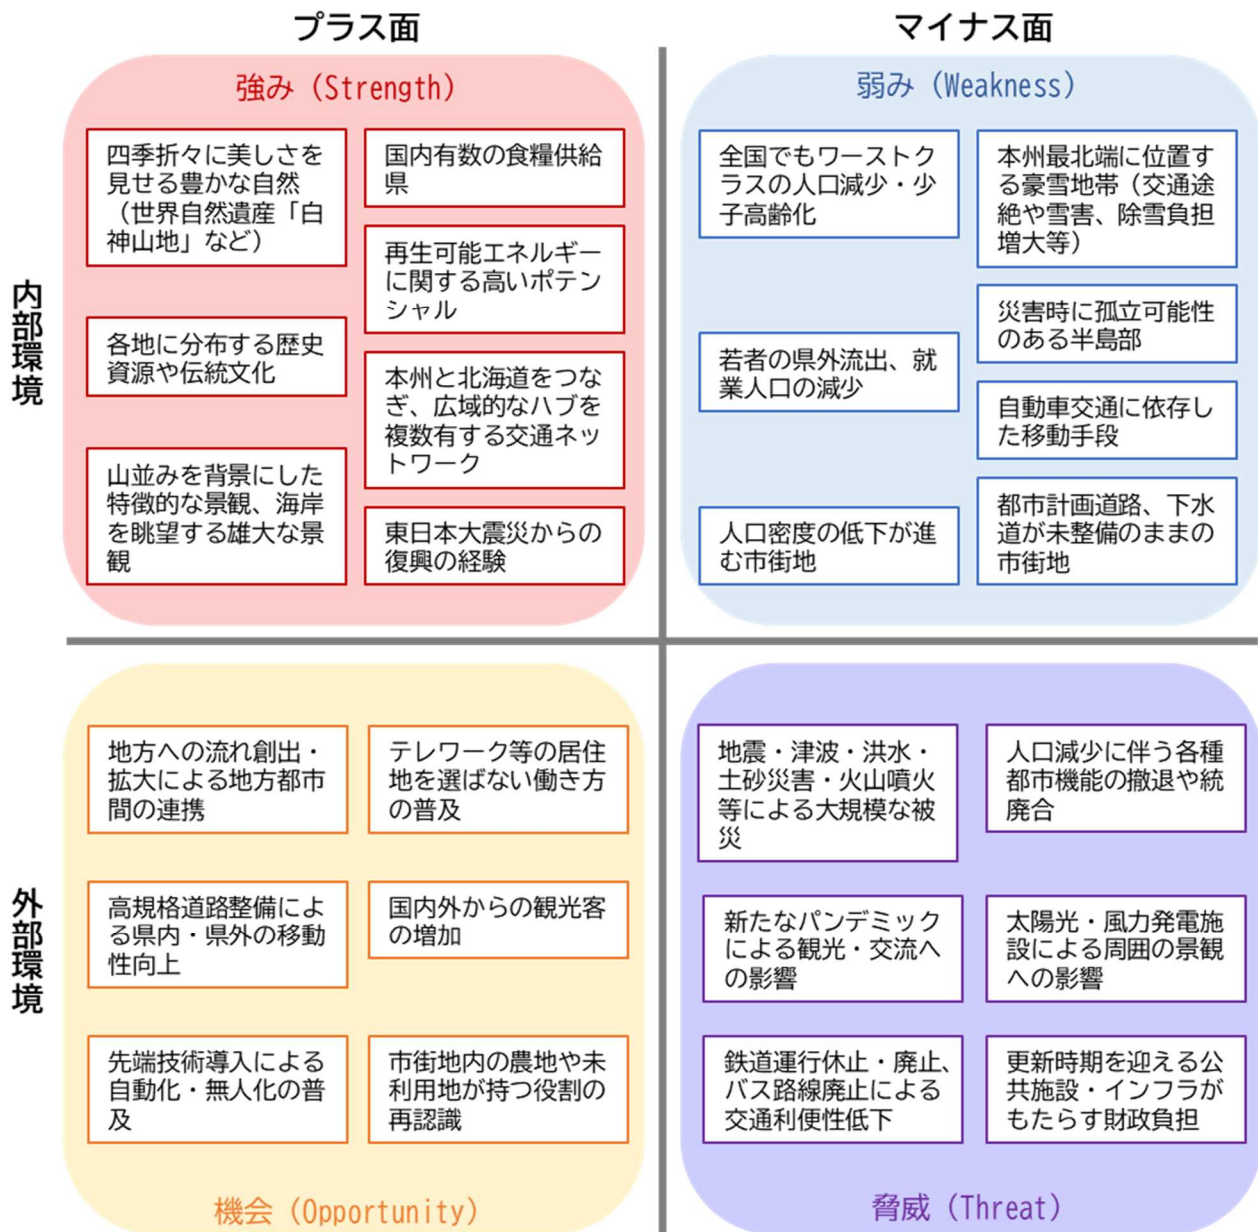 プラス面
マイナス面
内部環境
強み（Strength）
四季折々に美しさを
見せる豊かな自然
（世界自然遺産「白
神山地」など）
各地に分布する歴史
資源や伝統文化
山並みを背景にした
特徴的な景観、海岸
を眺望する雄大な景
観
国内有数の食糧供給
県
再生可能エネルギー
に関する高いポテン
シャル
本州と北海道をつな
ぎ、広域的なハブを
複数有する交通ネッ
トワーク
東日本大震災からの
復興の経験
弱み（Weakness）
全国でもワーストク
ラスの人口減少・少
子高齢化
若者の県外流出、就
業人口の減少
人口密度の低下が進
む市街地
本州最北端に位置す
る豪雪地帯（交通途
絶や雪害、除雪負担
増大等）
災害時に孤立可能性
のある半島部
自動車交通に依存し
た移動手段
都市計画道路、下水
道が未整備のままの
市街地
外部環境
地方への流れ創出・
拡大による地方都市
間の連携
高規格道路整備によ
る県内・県外の移動
性向上
先端技術導入による
自動化・無人化の普
及
テレワーク等の居住
地を選ばない働き方
の普及
国内外からの観光客
の増加
市街地内の農地や未
利用地が持つ役割の
再認識
機会（Opportunity）
地震・津波・洪水・
土砂災害・火山噴火
等による大規模な被
災
新たなパンデミック
による観光・交流へ
の影響
鉄道運行休止・廃止、
バス路線廃止による
交通利便性低下
人口減少に伴う各種
都市機能の撤退や統
廃合
太陽光・風力発電施
設による周囲の景観
への影響
更新時期を迎える公
共施設・インフラが
もたらす財政負担
脅威（Threat）